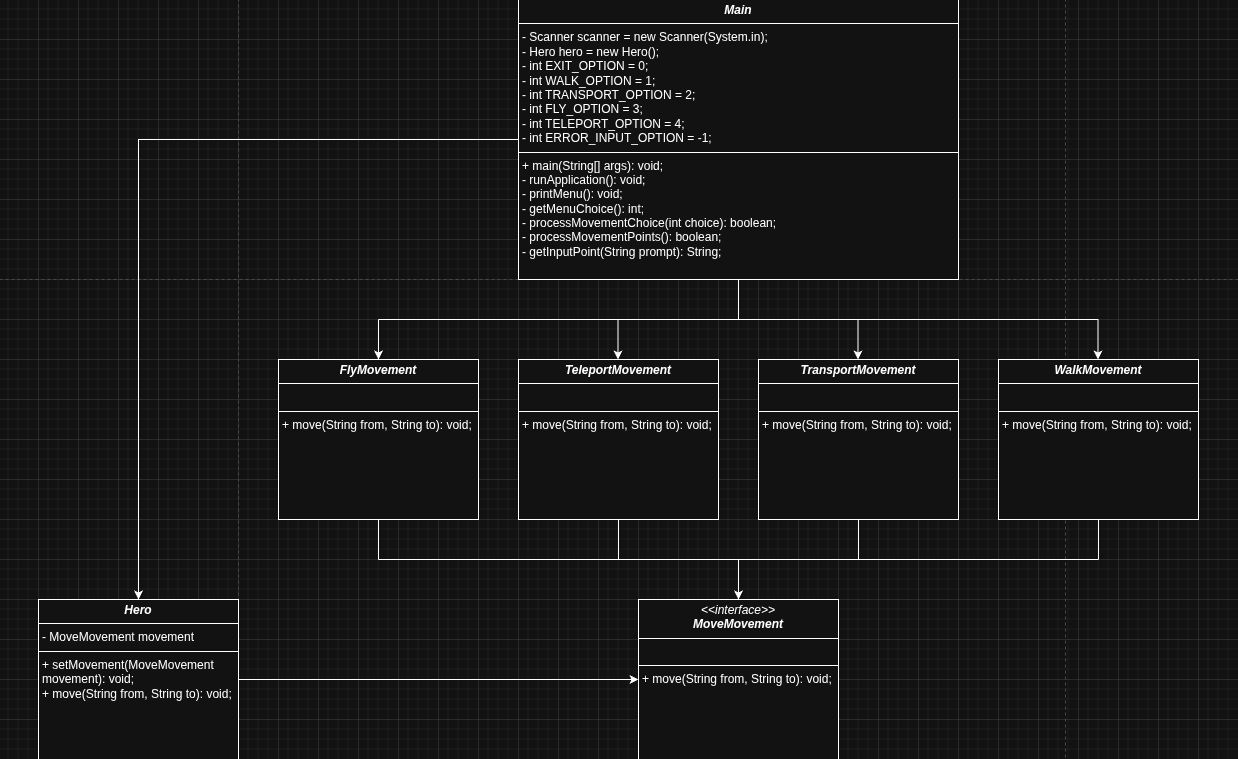 Main
- Scanner scanner = new Scanner(System.in);
- Hero hero = new Hero();
- int EXIT_OPTION = 0;
- int WALK_OPTION = 1;
- int TRANSPORT_OPTION = 2;
- int FLY_OPTION = 3;
- int TELEPORT_OPTION = 4;
- int ERROR_INPUT_OPTION = -1;
+ main(String[] args): void;
- runApplication(): void;
- printMenu(): void;
- getMenuChoice(): int;
- processMovementChoice(int choice): boolean;
- processMovementPoints(): boolean;
- getInputPoint(String prompt): String;
FlyMovement
+ move(String from, String to): void;
TeleportMovement
+ move(String from, String to): void;
TransportMovement
+ move(String from, String to): void;
WalkMovement
+ move(String from, String to): void;
Hero
- MoveMovement movement
+ setMovement(MoveMovement
movement): void;
+ move(String from, String to): void;
<<interface>>
MoveMovement
+ move(String from, String to): void;